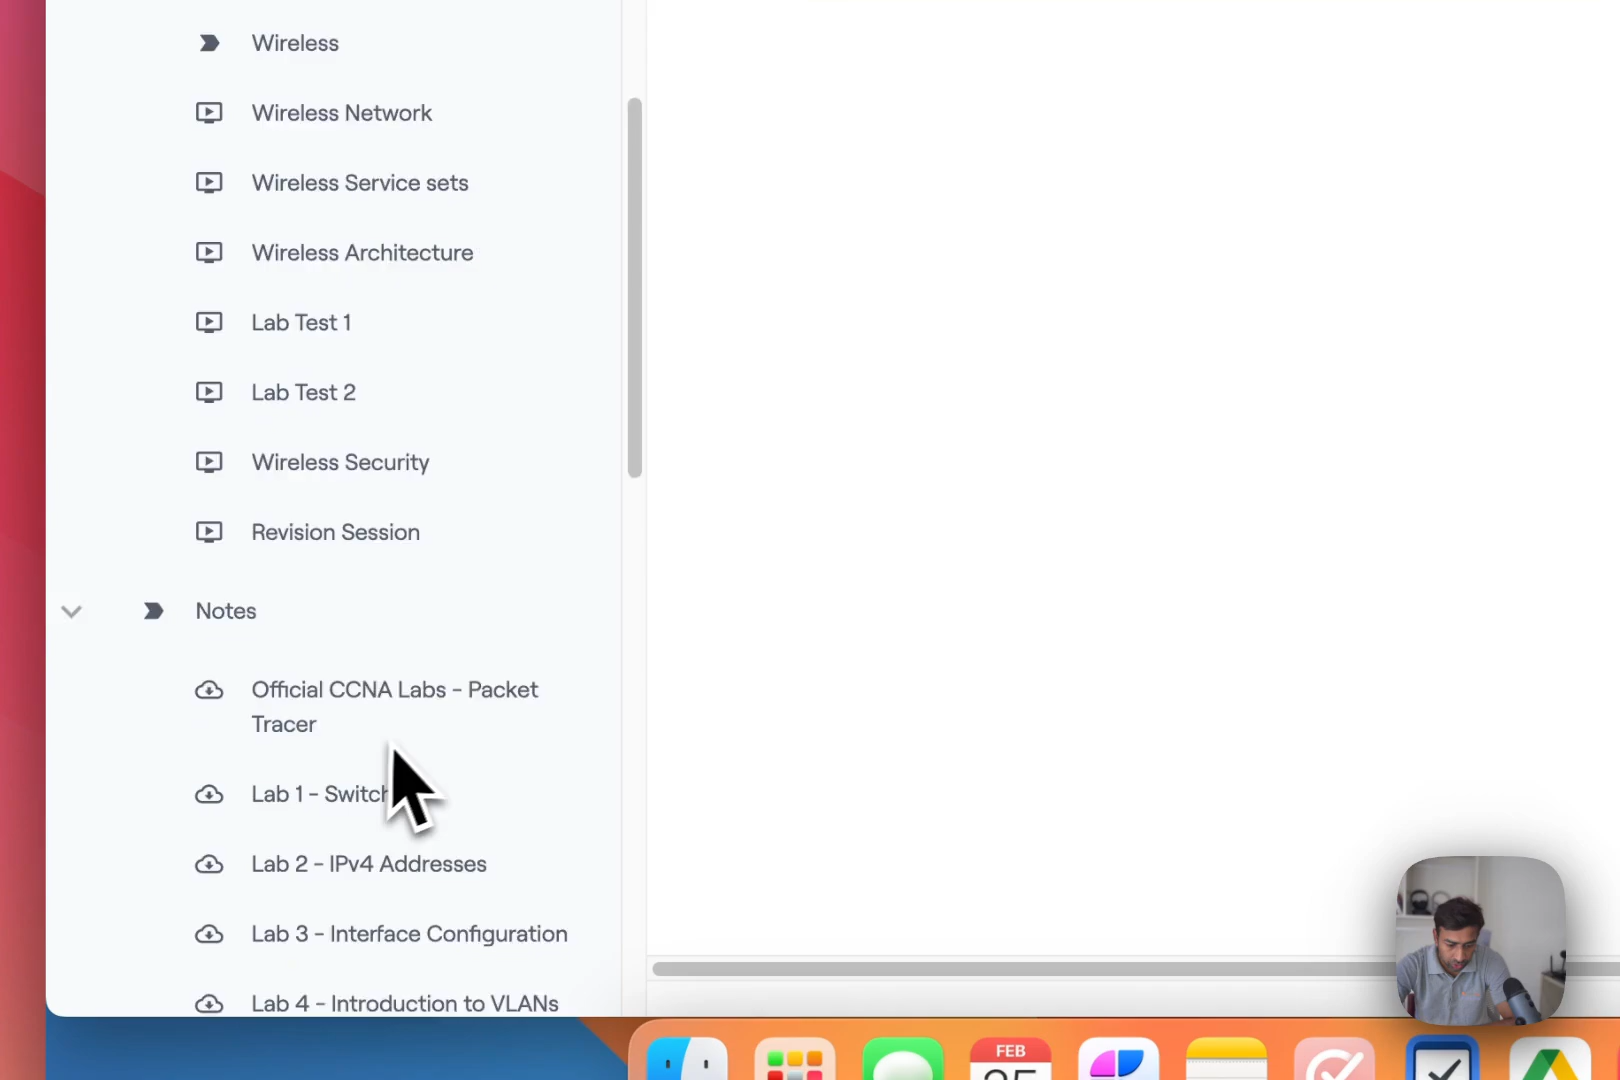 Wireless
Wireless Network
Wireless Service sets
Wireless Architecture
Lab Test 1
Lab Test 2
Wireless Security
Revision Session
Notes
Official CCNA Labs - Packet
Tracer
Lab 1 - Switch
Lab 2 - IPv4 Addresses
Lab 3 - Interface Configuration
Lab 4 - Introduction to VLANs
FEB